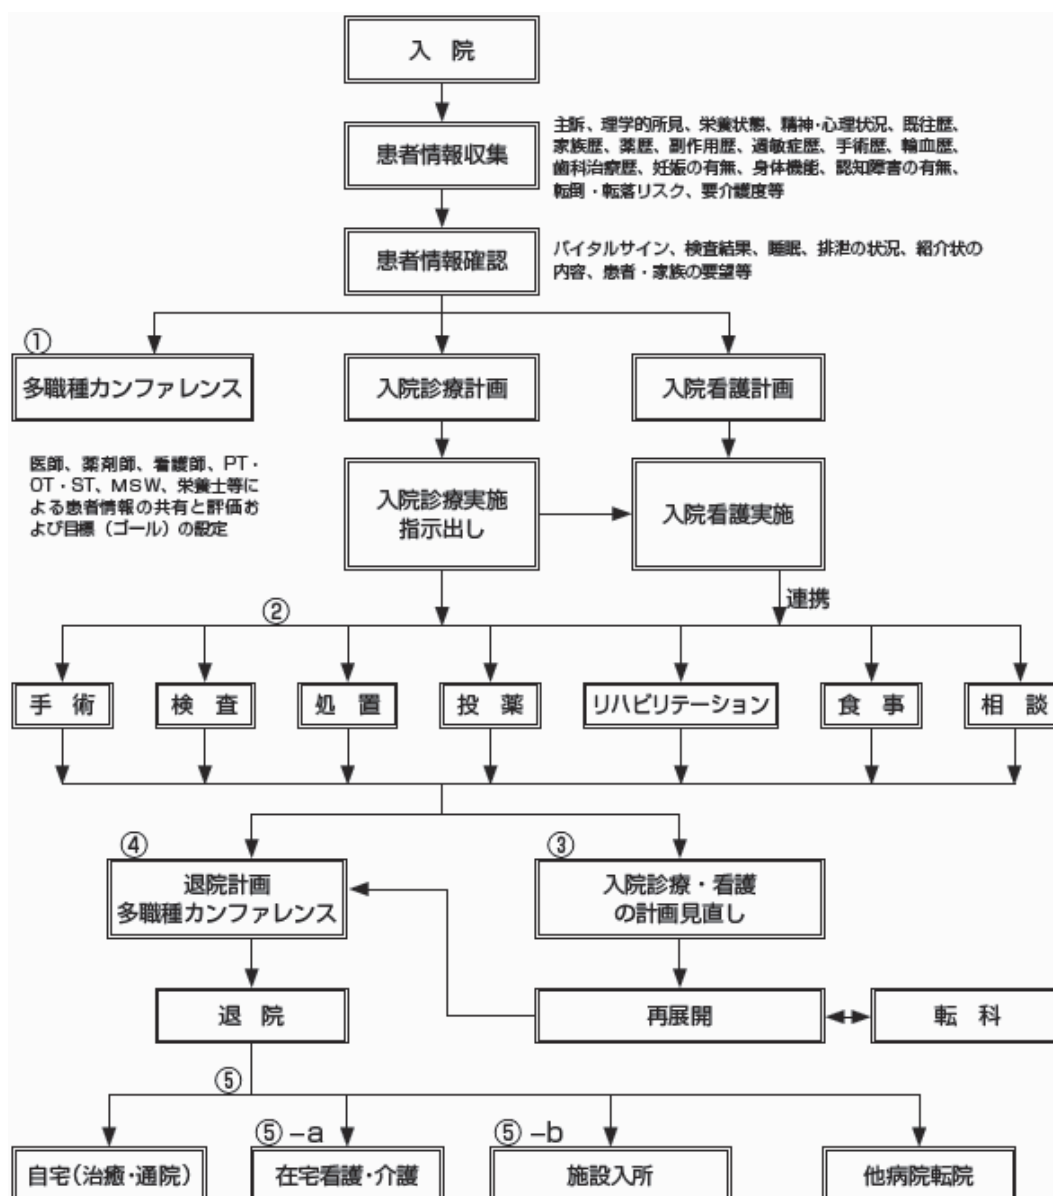 入 院
患者情報収集
主訴、理学的所見、栄養状態、精神・心理状況、既往歴、
家族歴、薬歴、副作用歴、過敏症歴、手術歴、輸血歴、
歯科治療歴、妊娠の有無、身体機能、認知障害の有無、
転倒・転落リスク、要介護度等
患者情報確認
バイタルサイン、検査結果、睡眠、排泄の状況、紹介状の
内容、患者・家族の要望等
①
多職種カンファレンス
入院診療計画
入院看護計画
医師、薬剤師、看護師、PT・
OT・ST、MSW、栄養士等に
よる患者情報の共有と評価お
よび目標（ゴール）の設定
入院診療実施
指示出し
入院看護実施
連携
②
手 術
検 査
処 置
投 薬
リハビリテーション
食 事
相 談
④
退院計画
多職種カンファレンス
③
入院診療・看護
の計画見直し
退 院
再展開
転 科
⑤
自宅（治癒・通院）
⑤-a
在宅看護・介護
⑤-b
施設入所
他病院転院